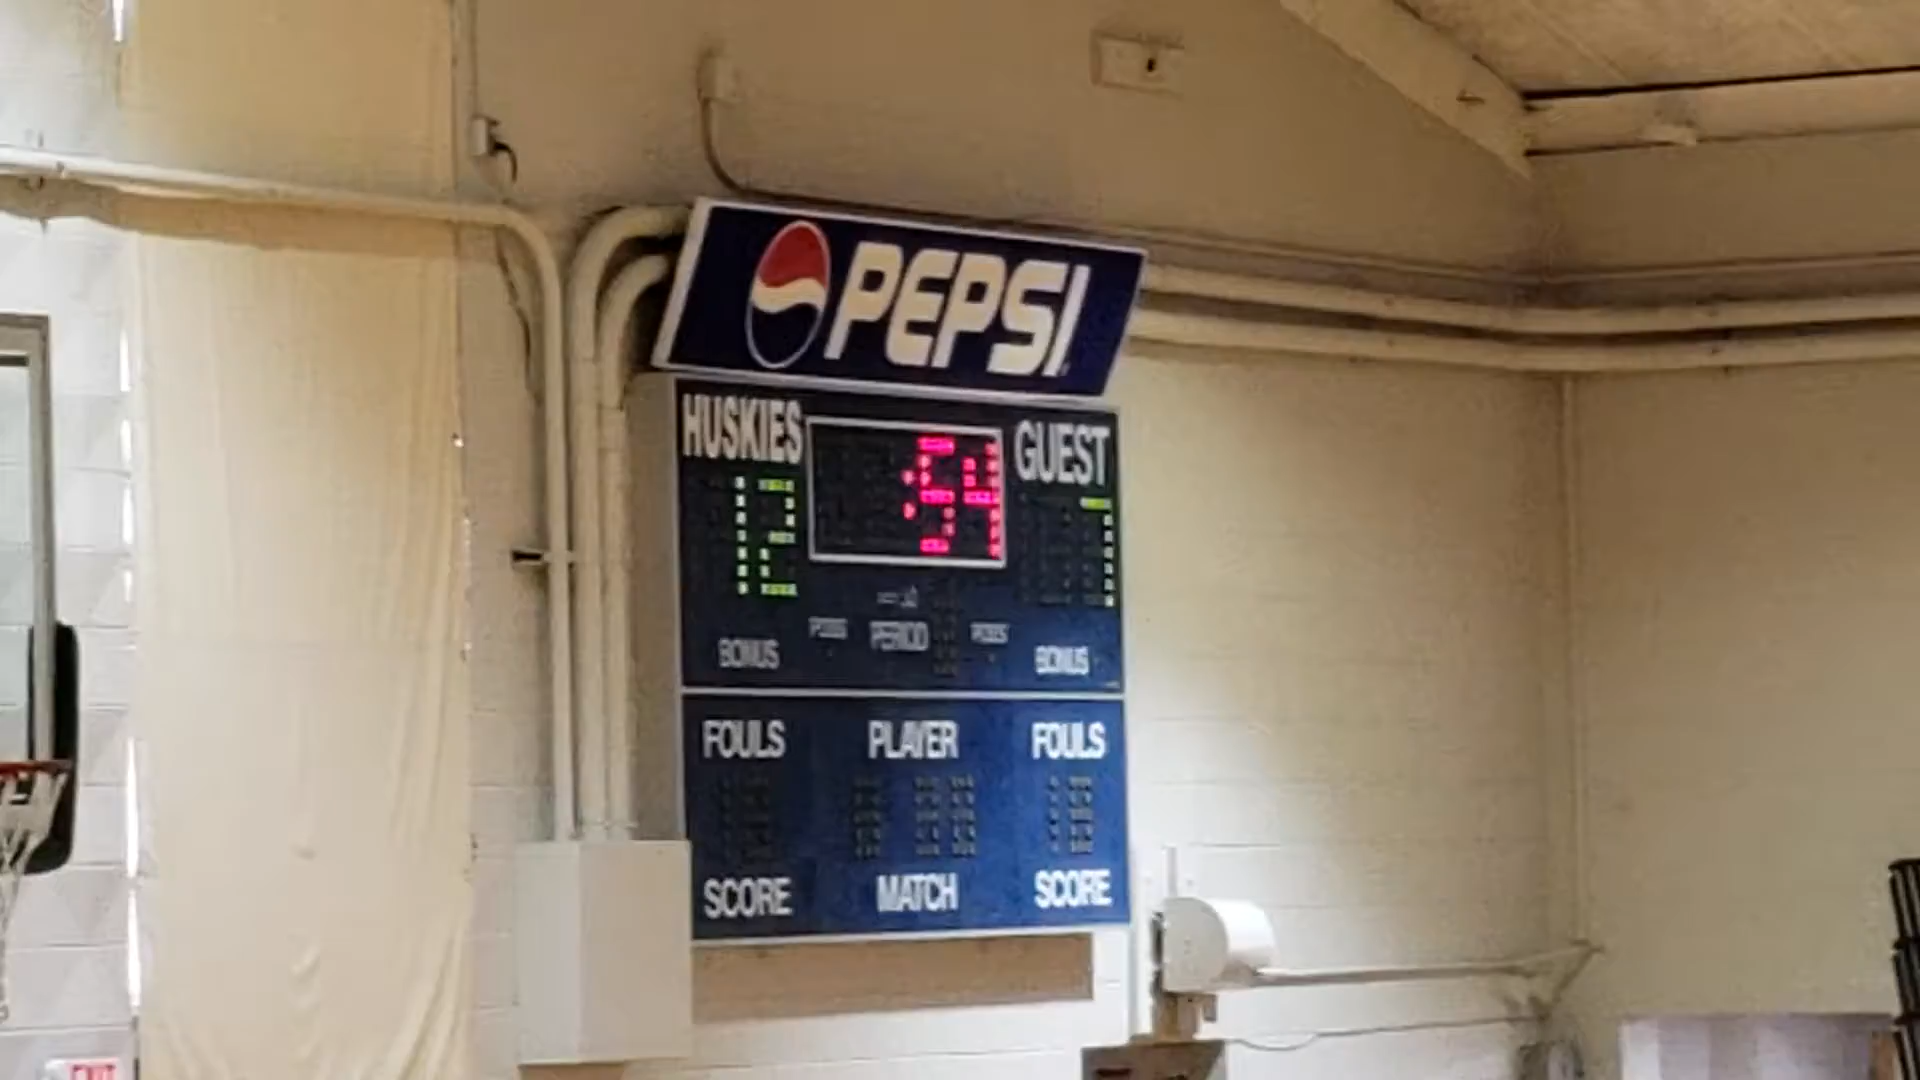 PEPSI
HUSKIES :54 GUEST
12 7
POSS PERIOD POSS
BONUS BONUS
FOULS PLAYER FOULS
SCORE MATCH SCORE
EXIT